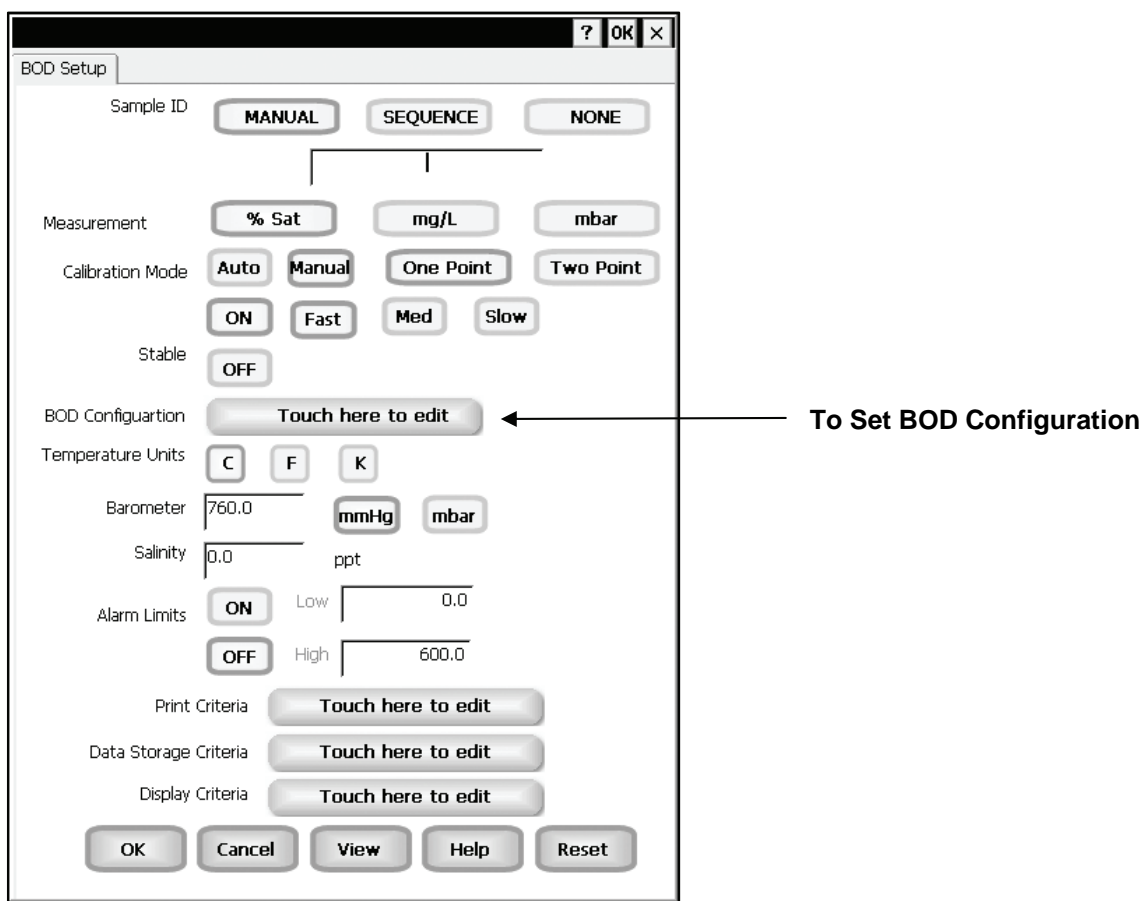 ? OK ×
BOD Setup
Sample ID MANUAL SEQUENCE NONE
Measurement % Sat mg/L mbar
Calibration Mode Auto Manual One Point Two Point
ON Fast Med Slow
Stable
OFF
BOD Configuartion Touch here to edit To Set BOD Configuration
Temperature Units C F K
Barometer 760.0 mmHg mbar
Salinity 0.0 ppt
Alarm Limits ON Low 0.0
OFF High 600.0
Print Criteria Touch here to edit
Data Storage Criteria Touch here to edit
Display Criteria Touch here to edit
OK Cancel View Help Reset